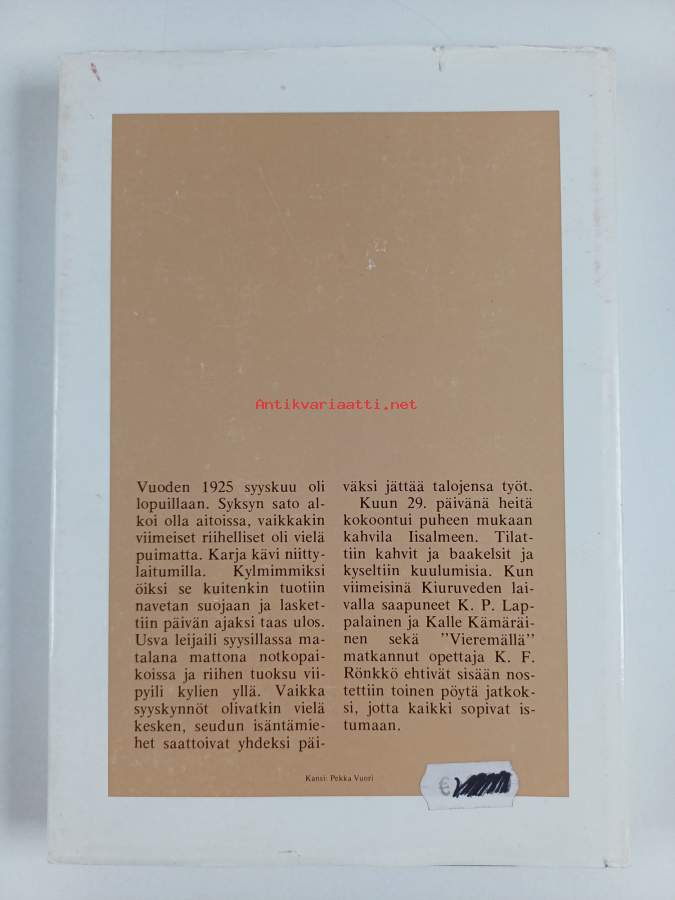 Antikvariaatti.net
Vuoden 1925 syyskuu oli
lopuillaan. Syksyn sato al-
koi olla aitoissa, vaikkakin
viimeiset riihelliset oli vielä
puimatta. Karja kävi niitty-
laitumilla. Kylmimmiksi
öiksi se kuitenkin tuotiin
navetan suojaan ja lasket-
tiin päivän ajaksi taas ulos.
Usva leijaili syysillassa ma-
talana mattona notkopai-
koissa ja riihen tuoksu vii-
pyili kylien yllä. Vaikka
syyskynnöt olivatkin vielä
kesken, seudun isäntämie-
het saattoivat yhdeksi päi-
väksi jättää talojensa työt.
Kuun 29. päivänä heitä
kokoontui puheen mukaan
kahvila Iisalmeen. Tilat-
tiin kahvit ja baakelsit ja
kyseltiin kuulumisia. Kun
viimeisinä Kiuruveden lai-
valla saapuneet K. P. Lap-
palainen ja Kalle Kämäräi-
nen sekä ”Vieremällä”
matkannut opettaja K. F.
Rönkkö ehtivät sisään nos-
tettiin toinen pöytä jatkok-
si, jotta kaikki sopivat is-
tumaan.
Kansi: Pekka Vuori
€